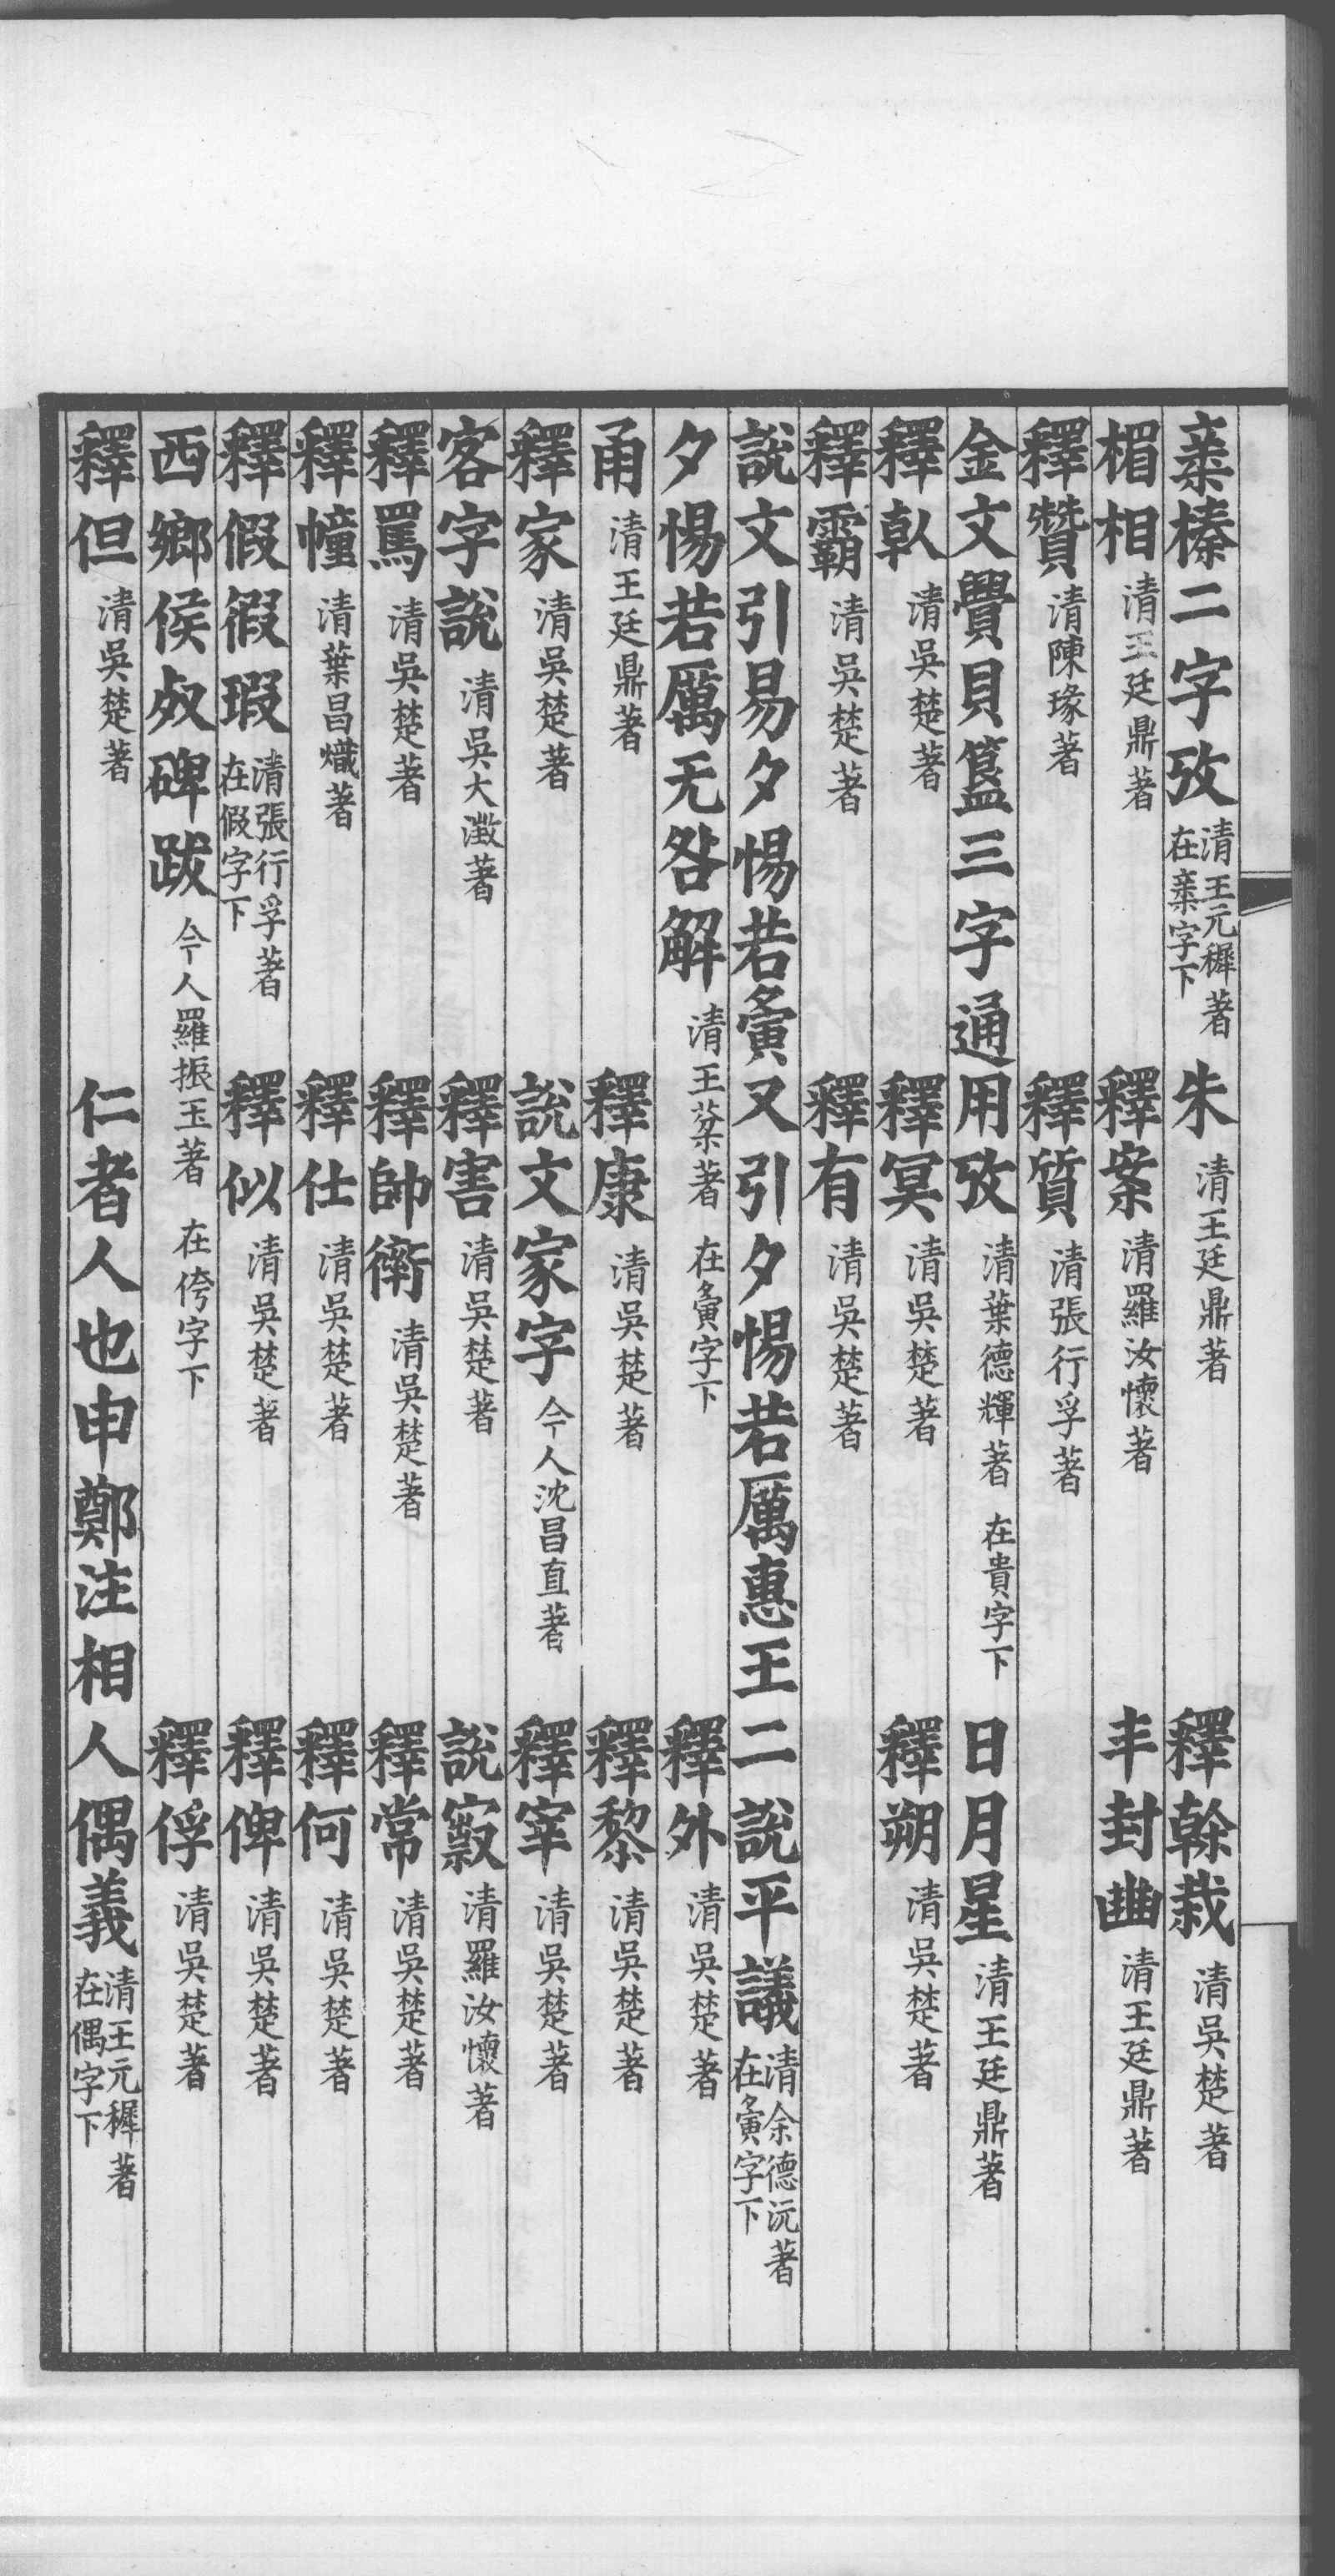 亲榛二字攷 清王元穉著在亲字下 朱 清王廷鼎著 釋榦栽 清吳楚著
楣相 清王廷鼎著 釋案 清羅汝懷著 丰封𡴀 清王廷鼎著
釋贊 清陳瑑著 釋質 清張行孚著
金文貴貝簋三字通用攷 清葉德輝著 在貴字下 日月星 清王廷鼎著
釋倝 清吳楚著 釋冥 清吳楚著 釋朔 清吳楚著
釋霸 清吳楚著 釋有 清吳楚著
說文引易夕惕若夤又引夕惕若厲惠王二說平議 清余德沅著在夤字下
夕惕若厲无咎解 清王棻著 在夤字下 釋外 清吳楚著
甬 清王廷鼎著 釋康 清吳楚著 釋黎 清吳楚著
釋家 清吳楚著 說文家字 今人沈昌直著 釋宰 清吳楚著
客字說 清吳大澂著 釋害 清吳楚著 說𡫳 清羅汝懷著
釋罵 清吳楚著 釋帥衛 清吳楚著 釋常 清吳楚著
釋幢 清葉昌熾著 釋仕 清吳楚著 釋何 清吳楚著
釋假徦瑕 清張行孚著在假字下 釋似 清吳楚著 釋俾 清吳楚著
西鄉侯㚇碑跋 今人羅振玉著 在侉字下 釋俘 清吳楚著
釋但 清吳楚著 仁者人也申鄭注相人偶義 清王元穉著在偶字下